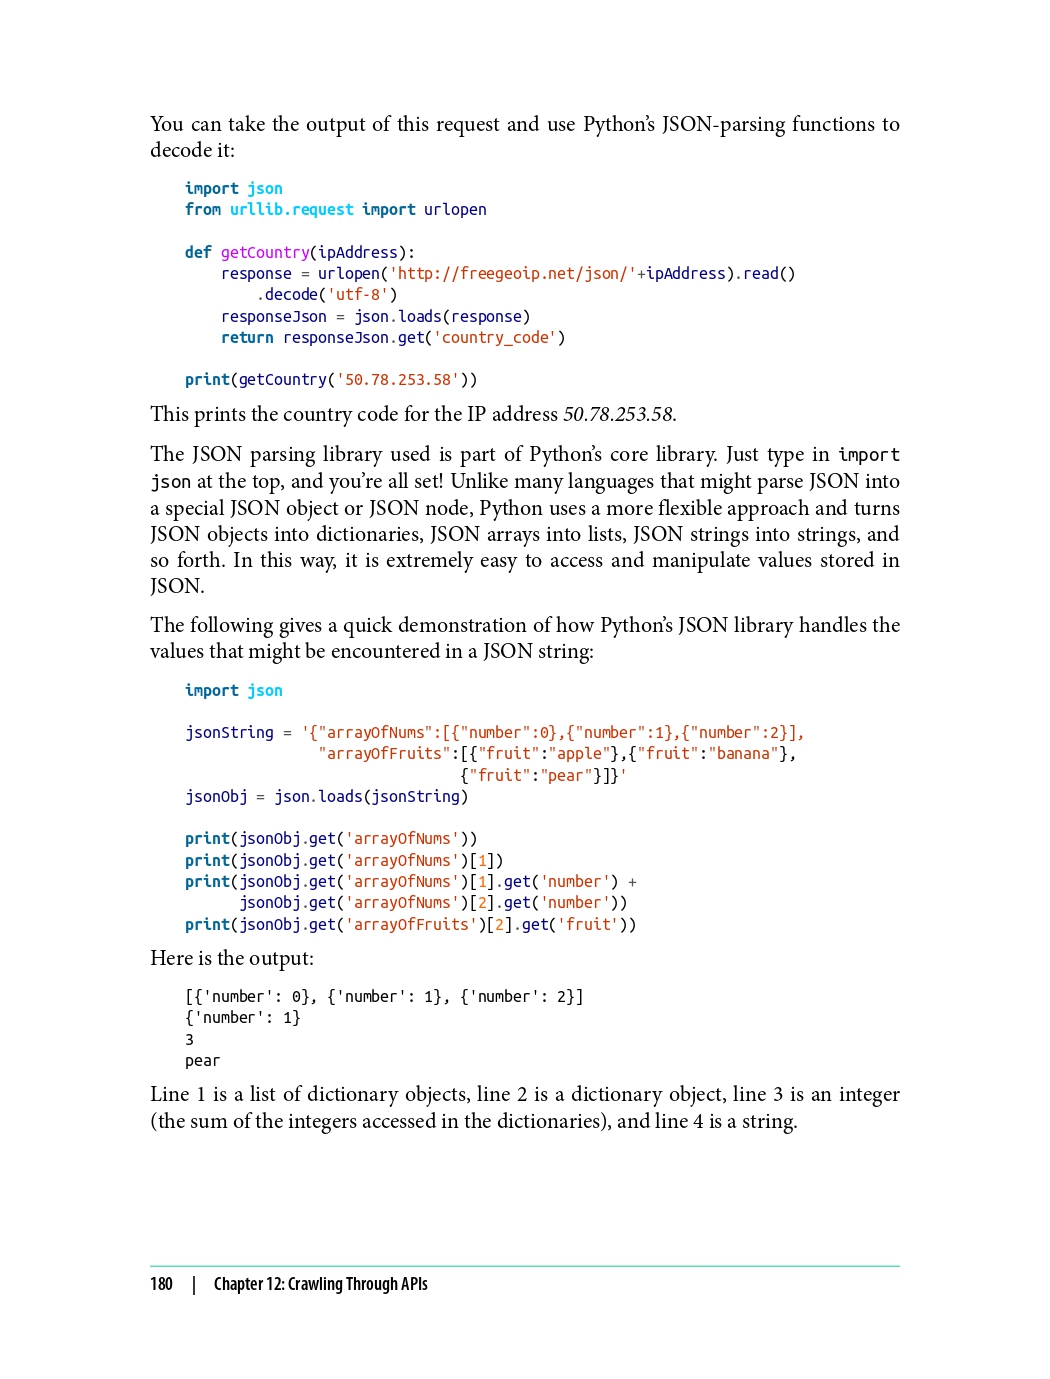 You can take the output of this request and use Python’s JSON-parsing functions to
decode it:
import json
from urllib.request import urlopen
def getCountry(ipAddress):
    response = urlopen('http://freegeoip.net/json/'+ipAddress).read()
        .decode('utf-8')
    responseJson = json.loads(response)
    return responseJson.get('country_code')
print(getCountry('50.78.253.58'))
This prints the country code for the IP address 50.78.253.58.
The JSON parsing library used is part of Python’s core library. Just type in import
json at the top, and you’re all set! Unlike many languages that might parse JSON into
a special JSON object or JSON node, Python uses a more flexible approach and turns
JSON objects into dictionaries, JSON arrays into lists, JSON strings into strings, and
so forth. In this way, it is extremely easy to access and manipulate values stored in
JSON.
The following gives a quick demonstration of how Python’s JSON library handles the
values that might be encountered in a JSON string:
import json
jsonString = '{"arrayOfNums":[{"number":0},{"number":1},{"number":2}],
               "arrayOfFruits":[{"fruit":"apple"},{"fruit":"banana"},
                               {"fruit":"pear"}]}'
jsonObj = json.loads(jsonString)
print(jsonObj.get('arrayOfNums'))
print(jsonObj.get('arrayOfNums')[1])
print(jsonObj.get('arrayOfNums')[1].get('number') +
      jsonObj.get('arrayOfNums')[2].get('number'))
print(jsonObj.get('arrayOfFruits')[2].get('fruit'))
Here is the output:
[{'number': 0}, {'number': 1}, {'number': 2}]
{'number': 1}
3
pear
Line 1 is a list of dictionary objects, line 2 is a dictionary object, line 3 is an integer
(the sum of the integers accessed in the dictionaries), and line 4 is a string.
180 | Chapter 12: Crawling Through APIs